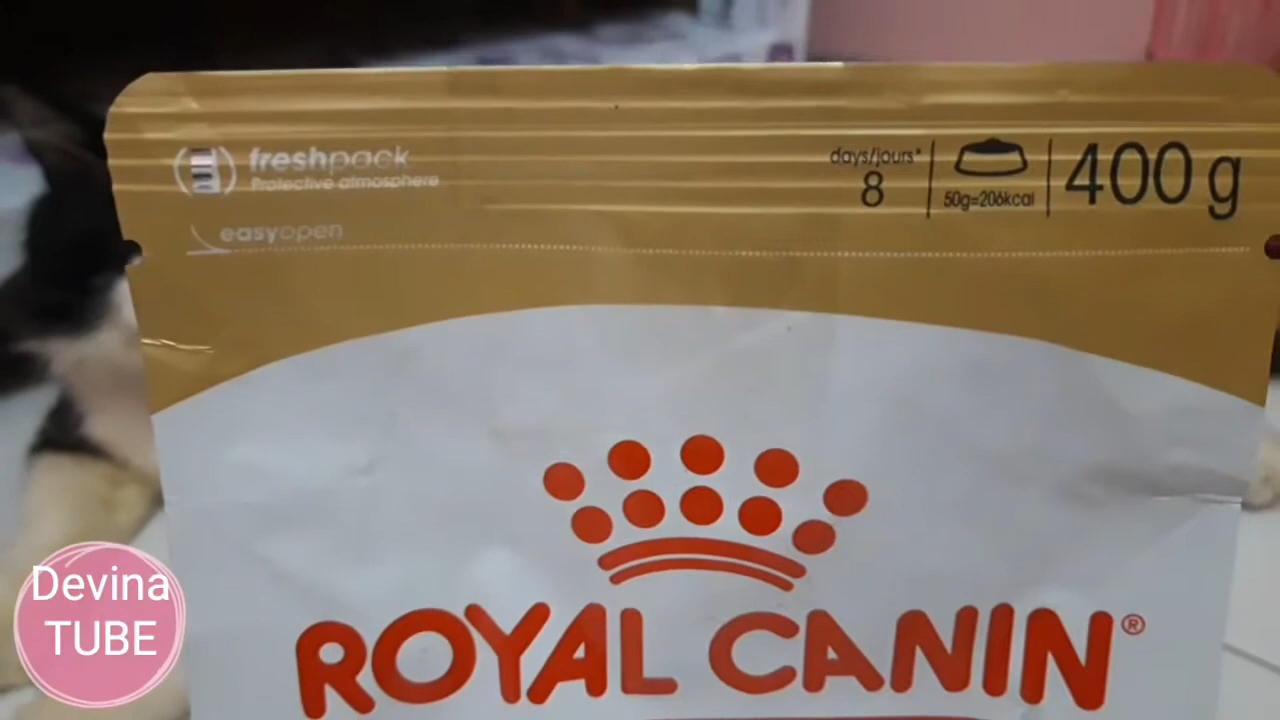 freshpack
Protective atmosphere
easyopen
days/jours*
8
50g=206kcal
400 g
ROYAL CANIN®
Devina
TUBE